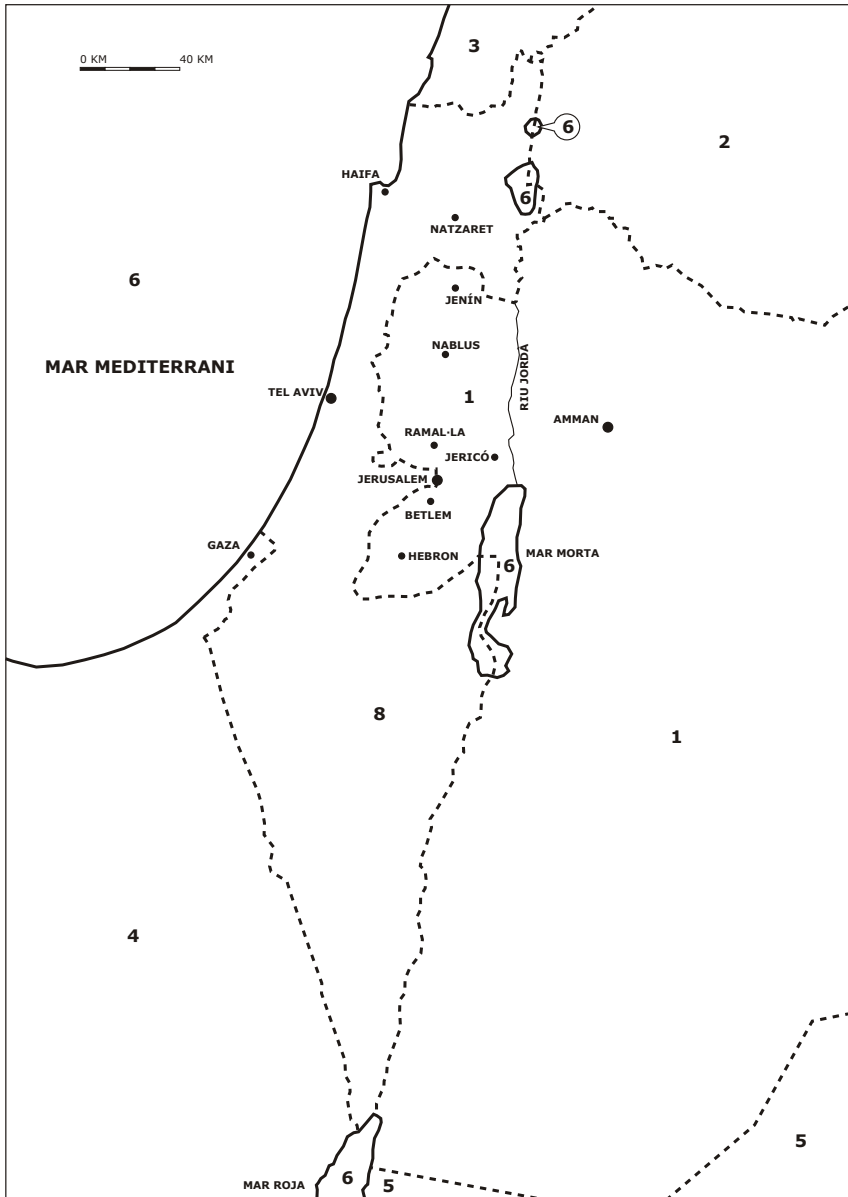 3
0 KM 40 KM
6
2
HAIFA
6
NATZARET
6
JENÍN
NABLUS
MAR MEDITERRANI
RIU JORDÀ
TEL AVIV
1
AMMAN
RAMAL·LA
JERICÓ
JERUSALEM
BETLEM
GAZA
HEBRON
MAR MORTA
6
8
1
4
5
6
MAR ROJA
5